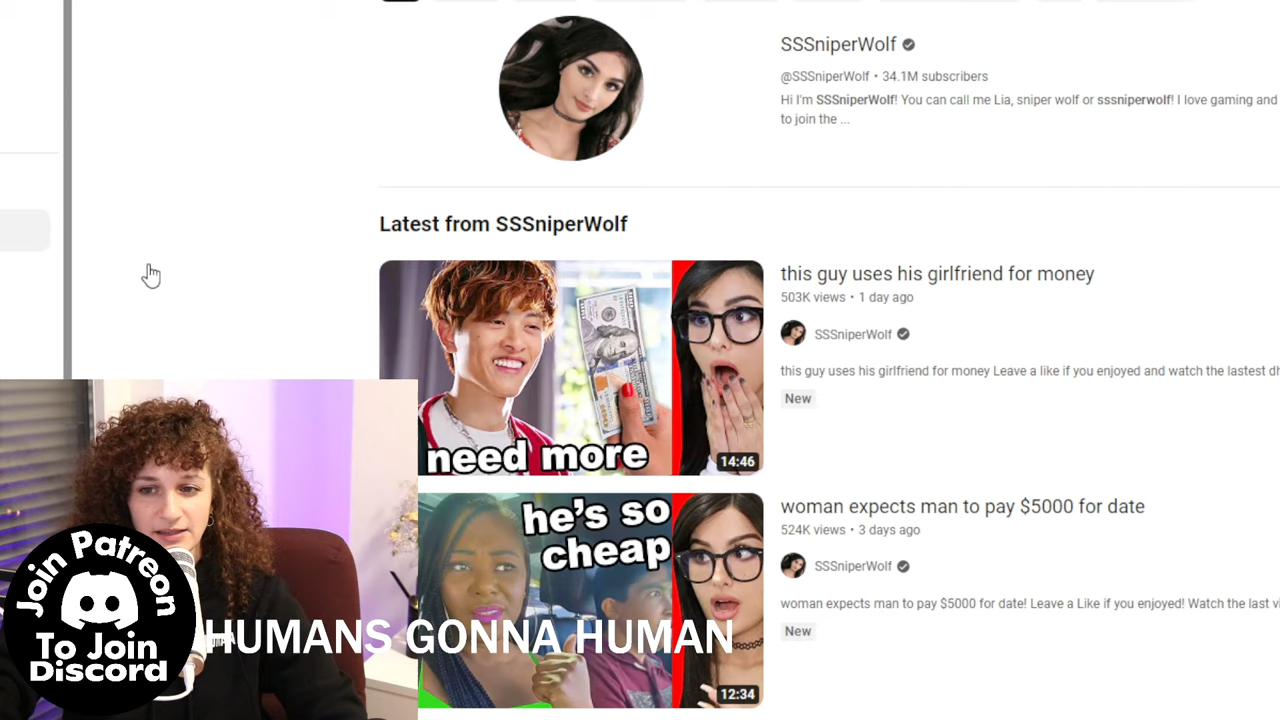 SSSniperWolf
@SSSniperWolf • 34.1M subscribers
Hi I'm SSSniperWolf! You can call me Lia, sniper wolf or sssniperwolf! I love gaming and
to join the ...
Latest from SSSniperWolf
need more
14:46
this guy uses his girlfriend for money
503K views • 1 day ago
SSSniperWolf
this guy uses his girlfriend for money Leave a like if you enjoyed and watch the lastest
New
he's so
cheap
12:34
woman expects man to pay $5000 for date
524K views • 3 days ago
SSSniperWolf
woman expects man to pay $5000 for date! Leave a Like if you enjoyed! Watch the last
New
Join Patreon
To Join
Discord
HUMANS GONNA HUMAN